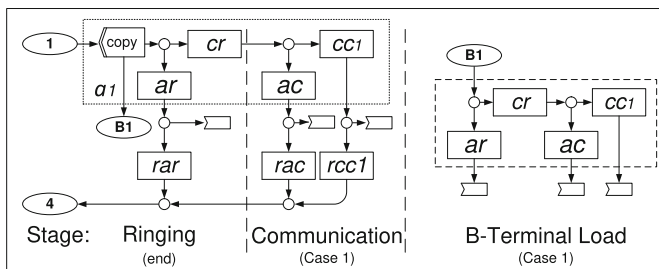 1 copy cr cc1
B1
cr cc1
a1 ar ac
B1
ar ac
rar rac rcc1
4
Stage: Ringing Communication B-Terminal Load
(end) (Case 1) (Case 1)